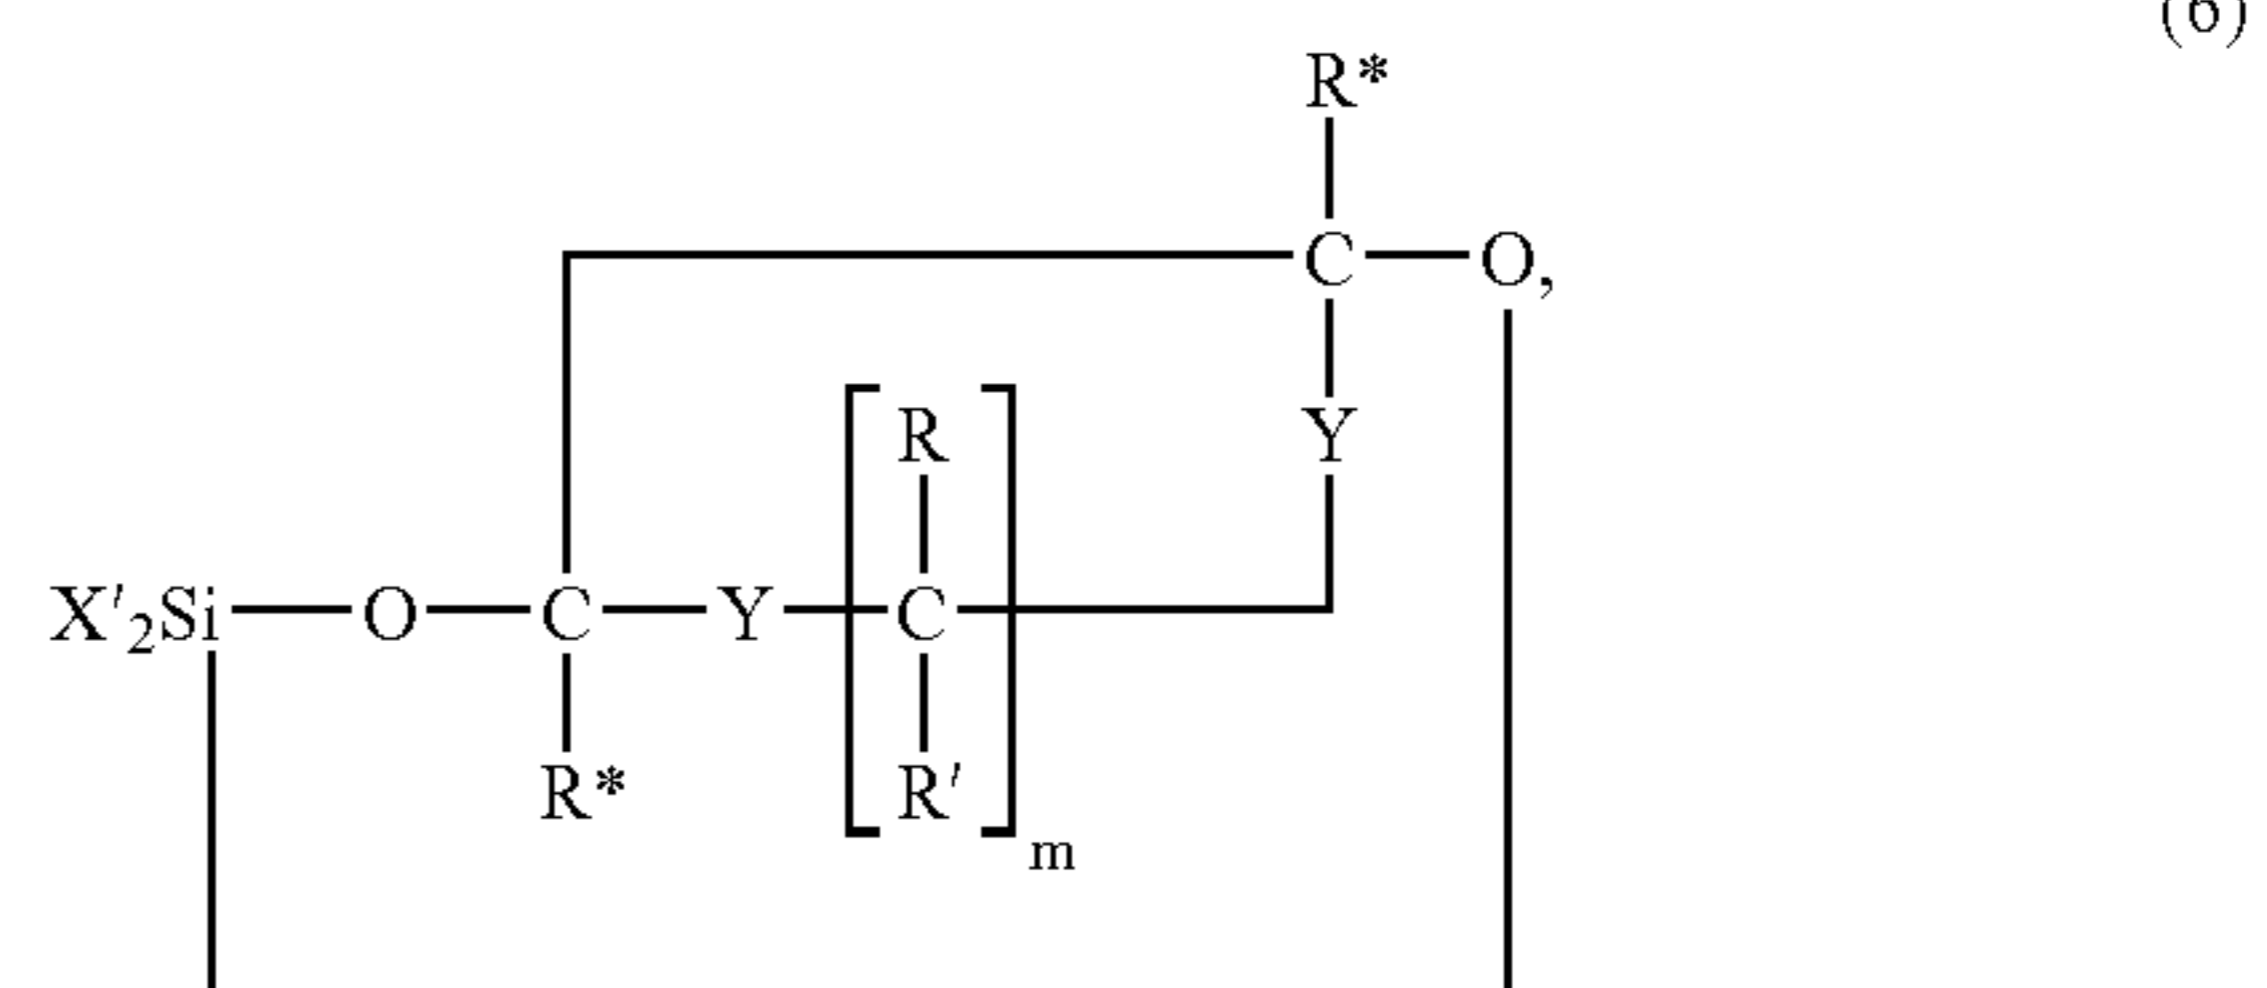 (6)
R*
C O,
Y
R
X'₂Si O C Y C
R* R'
m